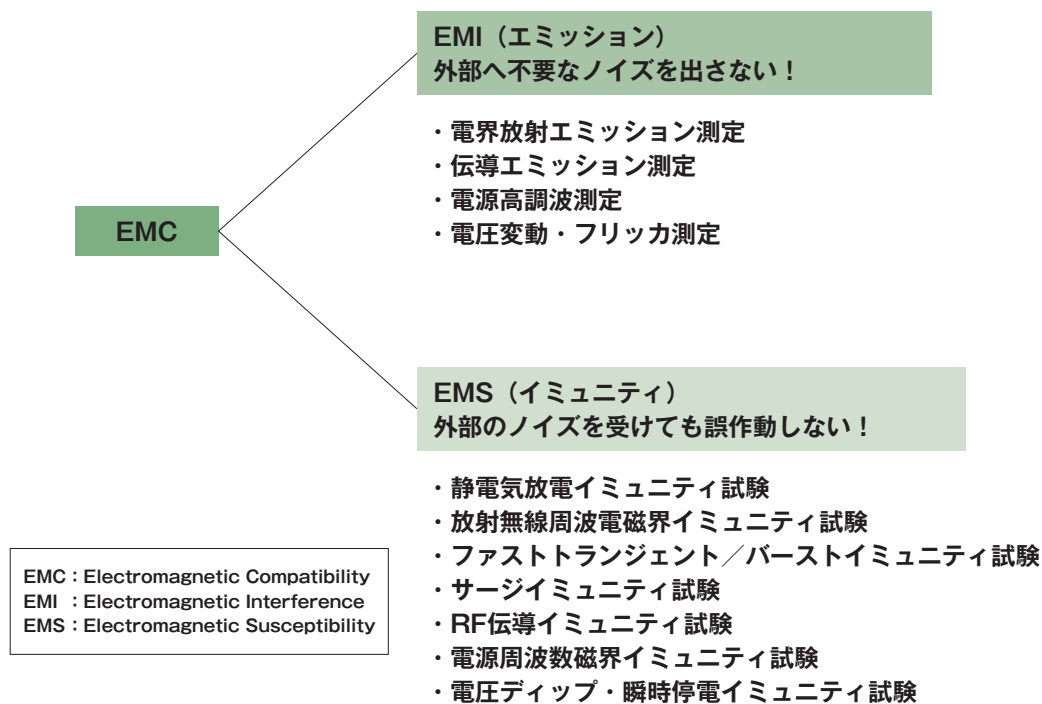 EMC
EMI（エミッション）
外部へ不要なノイズを出さない！
・電界放射エミッション測定
・伝導エミッション測定
・電源高調波測定
・電圧変動・フリッカ測定
EMS（イミュニティ）
外部のノイズを受けても誤作動しない！
・静電気放電イミュニティ試験
・放射無線周波電磁界イミュニティ試験
・ファストトランジェント／バーストイミュニティ試験
・サージイミュニティ試験
・RF伝導イミュニティ試験
・電源周波数磁界イミュニティ試験
・電圧ディップ・瞬時停電イミュニティ試験
EMC：Electromagnetic Compatibility
EMI ：Electromagnetic Interference
EMS：Electromagnetic Susceptibility